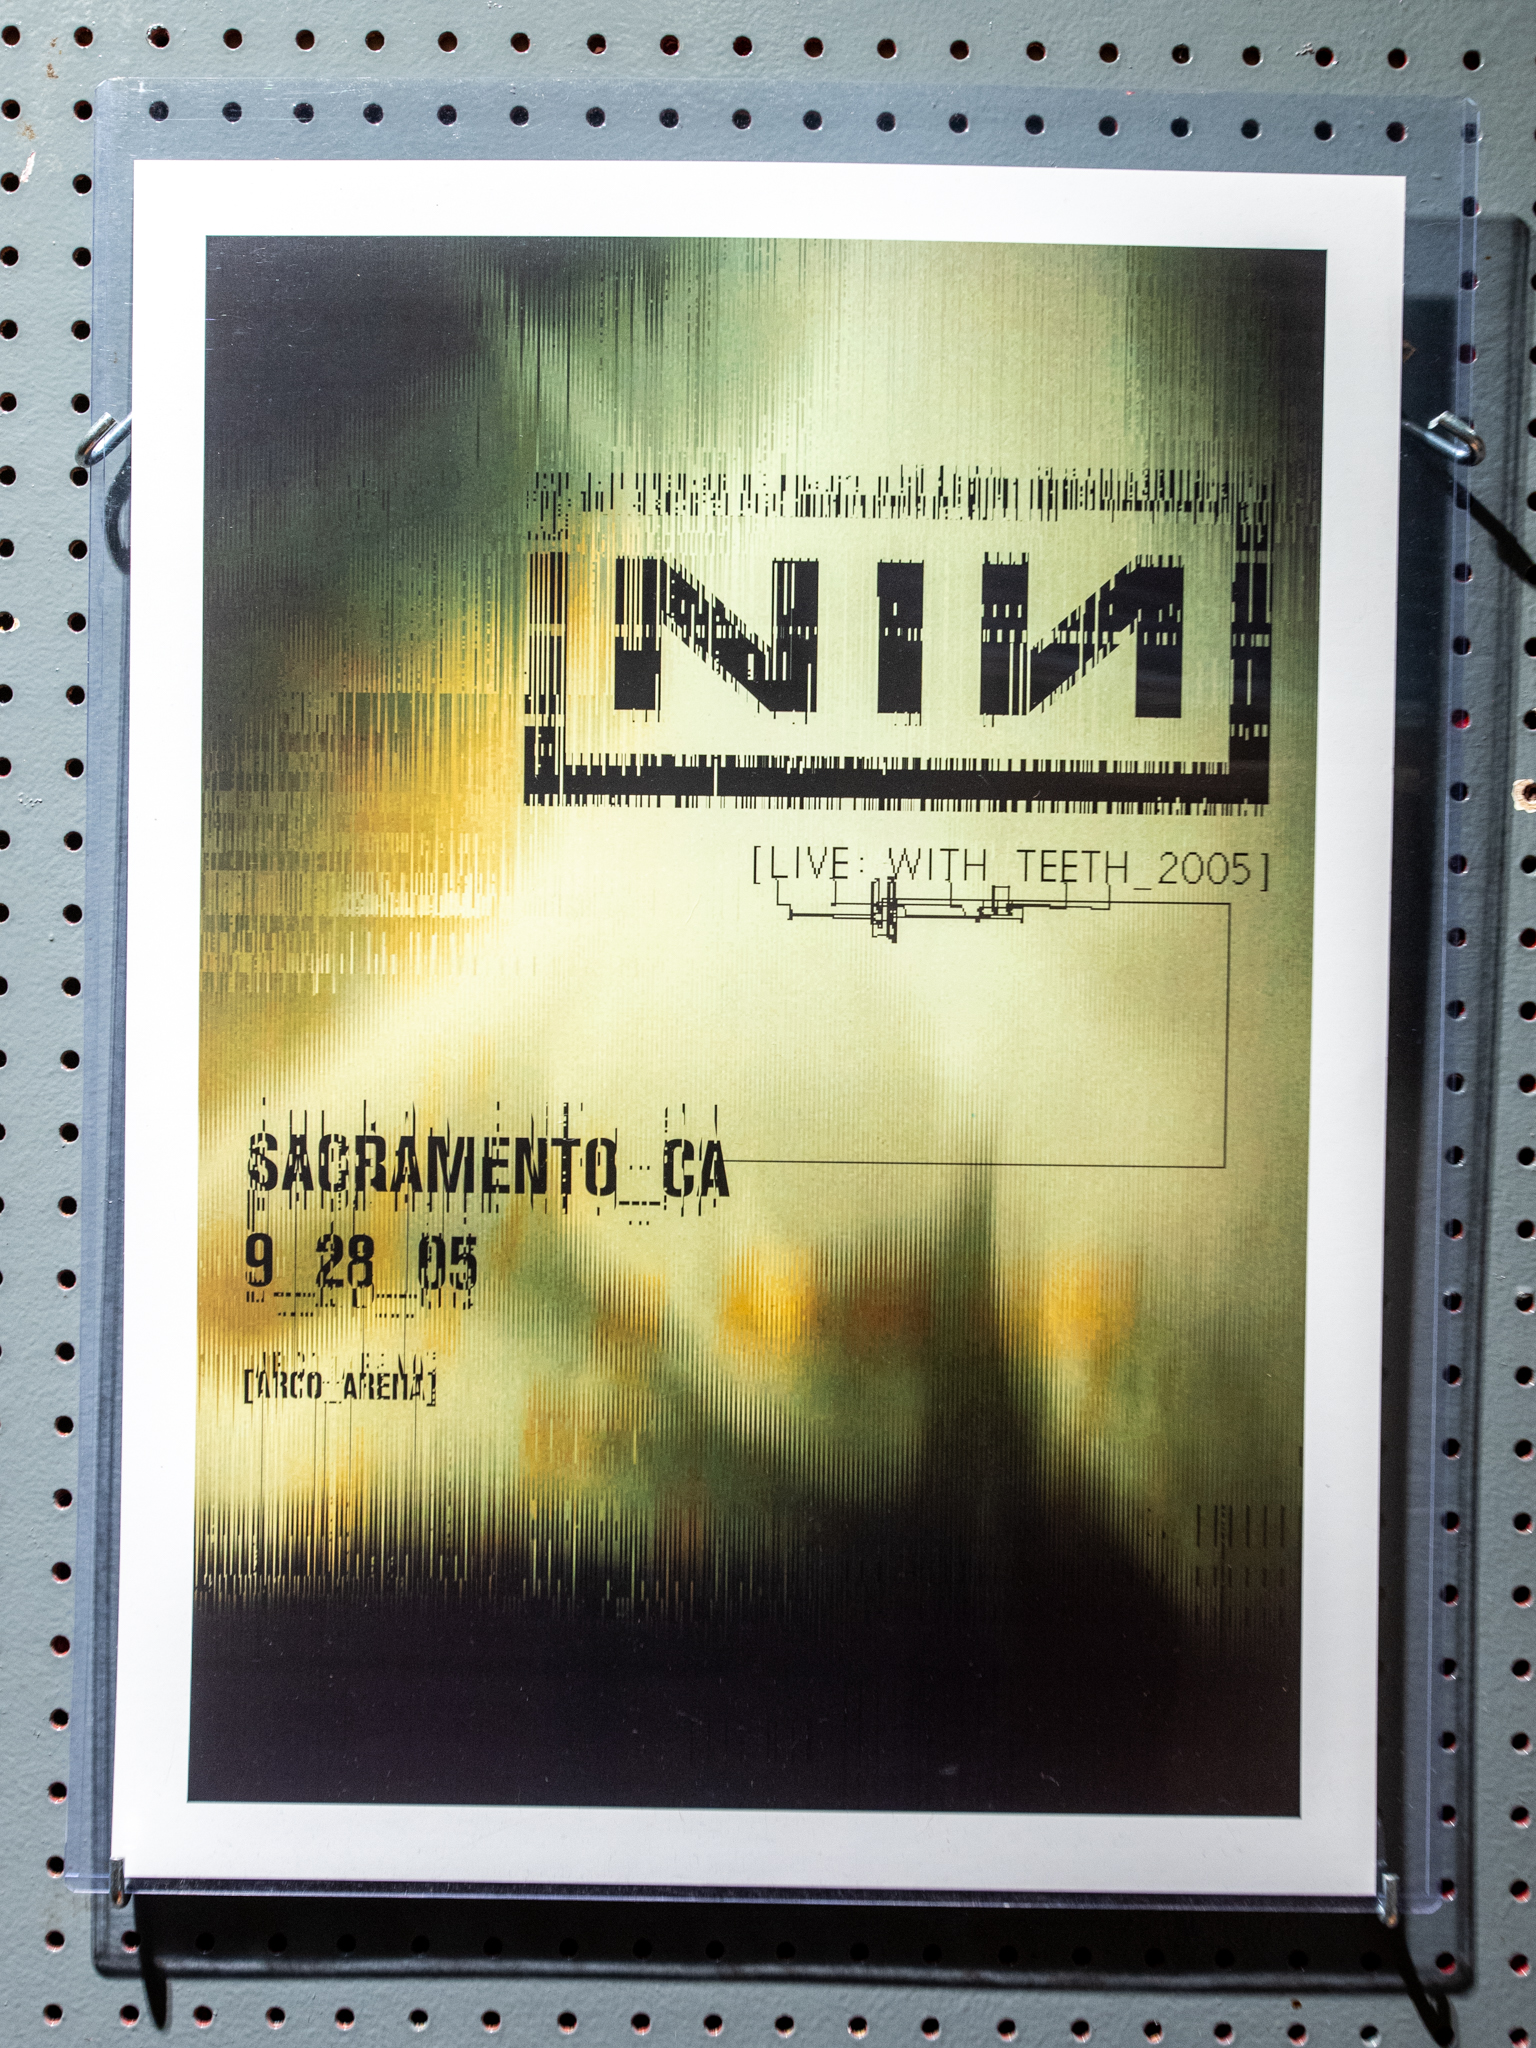 NIN
[LIVE: WITH_TEETH_2005]
SACRAMENTO_CA
9_28_05
[ARCO_ARENA]